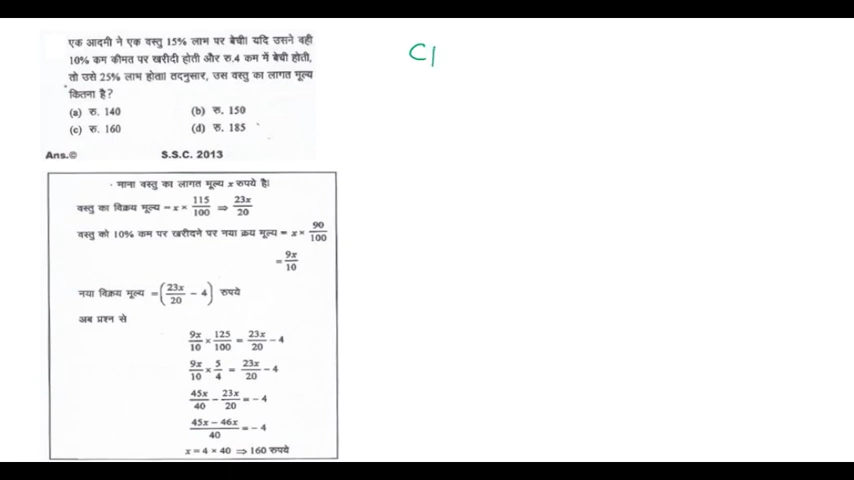 एक आदमी ने एक वस्तु 15% लाभ पर बेची। यदि उसने वही
10% कम कीमत पर खरीदी होती और रु.4 कम में बेची होती,
तो उसे 25% लाभ होता। तद्नुसार, उस वस्तु का लागत मूल्य
कितना है?
(a) रु. 140 (b) रु. 150
(c) रु. 160 (d) रु. 185
Ans.© S.S.C. 2013
माना वस्तु का लागत मूल्य x रुपये है।
वस्तु का विक्रय मूल्य = x × 115/100 ⇒ 23x/20
वस्तु को 10% कम पर खरीदने पर नया क्रय मूल्य = x × 90/100
= 9x/10
नया विक्रय मूल्य = (23x/20 − 4) रुपये
अब प्रश्न से
9x/10 × 125/100 = 23x/20 − 4
9x/10 × 5/4 = 23x/20 − 4
45x/40 − 23x/20 = − 4
45x − 46x/40 = − 4
x = 4 × 40 ⇒ 160 रुपये